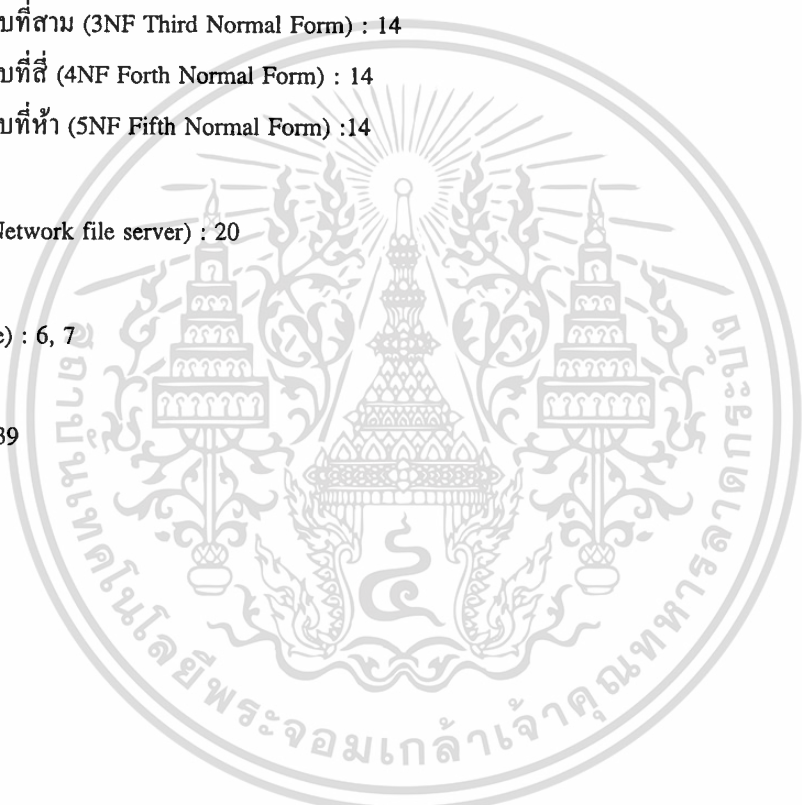 บที่สาม (3NF Third Normal Form) : 14
บที่สี่ (4NF Forth Normal Form) : 14
บที่ห้า (5NF Fifth Normal Form) :14
Network file server) : 20
e) : 6, 7
39
สถาบันเทคโนโลยีพระจอมเกล้าเจ้าคุณทหารลาดกระบัง